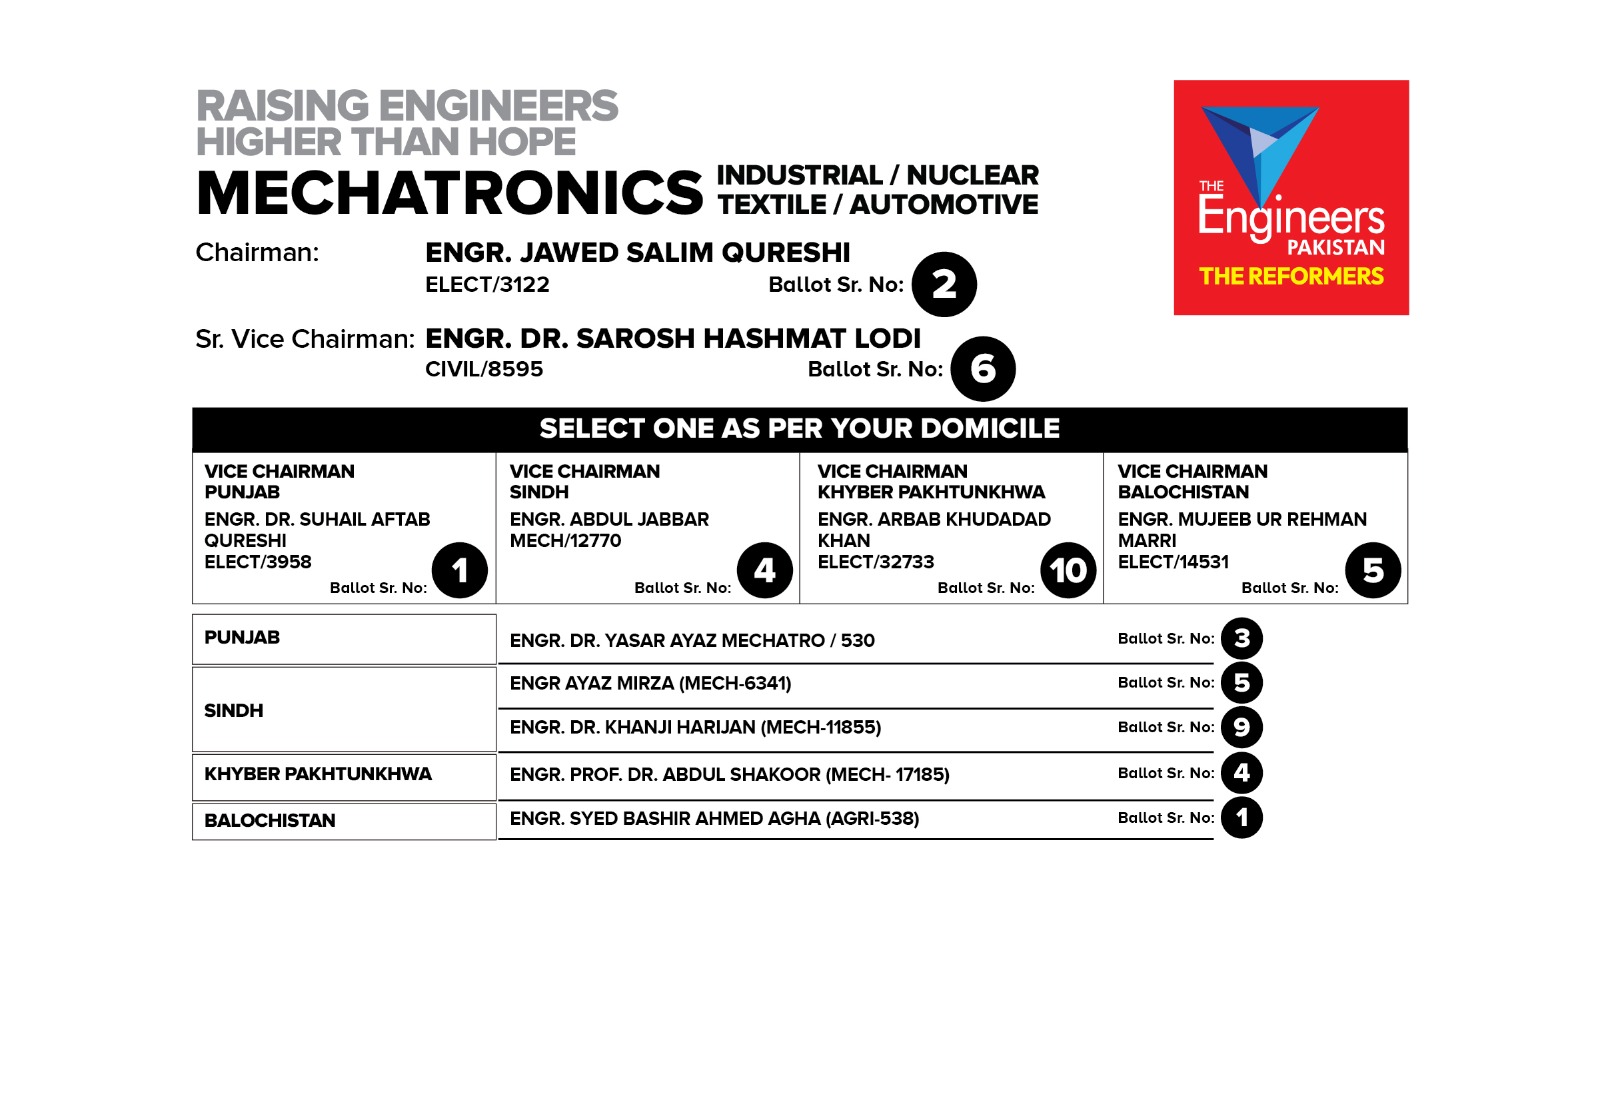 RAISING ENGINEERS
HIGHER THAN HOPE
MECHATRONICS INDUSTRIAL / NUCLEAR
TEXTILE / AUTOMOTIVE
THE
Engineers
PAKISTAN
THE REFORMERS
Chairman: ENGR. JAWED SALIM QURESHI
ELECT/3122 Ballot Sr. No: 2
Sr. Vice Chairman: ENGR. DR. SAROSH HASHMAT LODI
CIVIL/8595 Ballot Sr. No: 6
SELECT ONE AS PER YOUR DOMICILE
VICE CHAIRMAN
PUNJAB
ENGR. DR. SUHAIL AFTAB
QURESHI
ELECT/3958
Ballot Sr. No: 1
VICE CHAIRMAN
SINDH
ENGR. ABDUL JABBAR
MECH/12770
Ballot Sr. No: 4
VICE CHAIRMAN
KHYBER PAKHTUNKHWA
ENGR. ARBAB KHUDADAD
KHAN
ELECT/32733
Ballot Sr. No: 10
VICE CHAIRMAN
BALOCHISTAN
ENGR. MUJEEB UR REHMAN
MARRI
ELECT/14531
Ballot Sr. No: 5
PUNJAB
ENGR. DR. YASAR AYAZ MECHATRO / 530 Ballot Sr. No: 3
SINDH
ENGR AYAZ MIRZA (MECH-6341) Ballot Sr. No: 5
ENGR. DR. KHANJI HARIJAN (MECH-11855) Ballot Sr. No: 9
KHYBER PAKHTUNKHWA
ENGR. PROF. DR. ABDUL SHAKOOR (MECH- 17185) Ballot Sr. No: 4
BALOCHISTAN
ENGR. SYED BASHIR AHMED AGHA (AGRI-538) Ballot Sr. No: 1